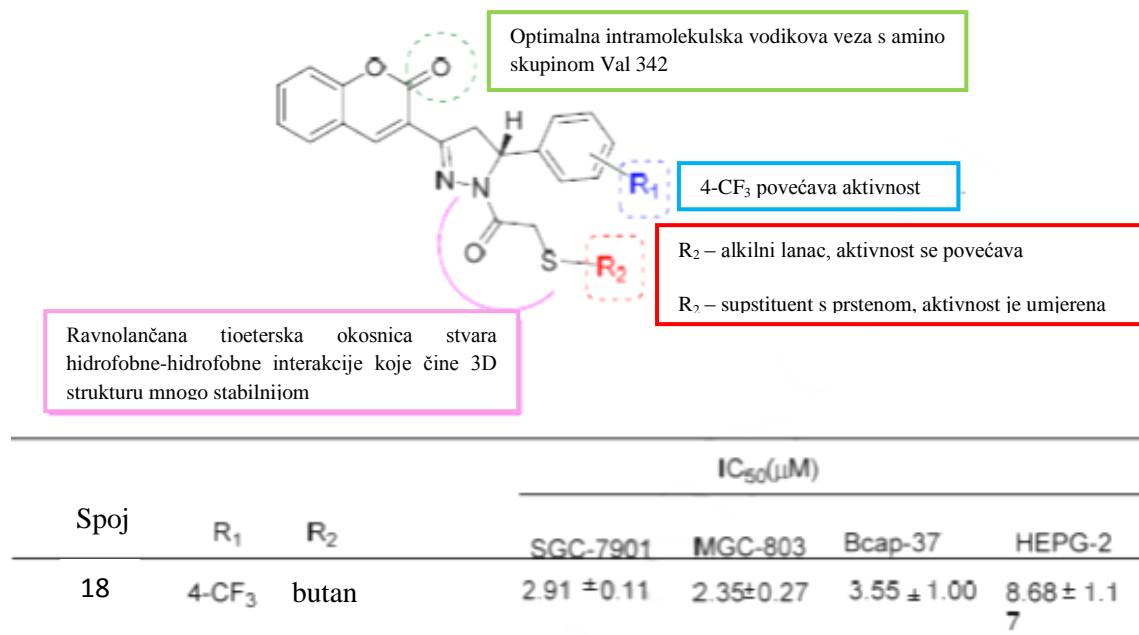 Optimalna intramolekulska vodikova veza s amino
skupinom Val 342
O
O
H
N
N
R₁
4-CF₃ povećava aktivnost
O
S
R₂
R₂ – alkilni lanac, aktivnost se povećava
R₂ – supstituent s prstenom, aktivnost je umjerena
Ravnolančana tioeterska okosnica stvara
hidrofobne-hidrofobne interakcije koje čine 3D
strukturu mnogo stabilnijom
IC₅₀(μM)
Spoj R₁ R₂ SGC-7901 MGC-803 Bcap-37 HEPG-2
18 4-CF₃ butan 2.91 ±0.11 2.35±0.27 3.55 ± 1.00 8.68 ± 1.1
7